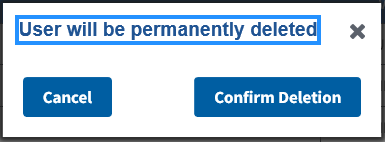 User will be permanently deleted
Cancel
Confirm Deletion